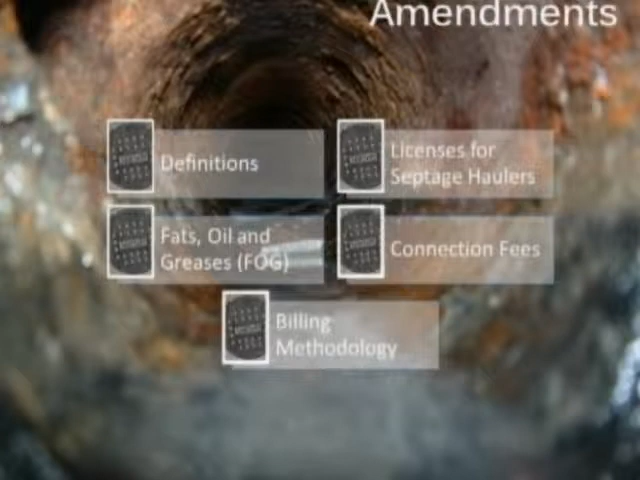 Amendments
Definitions
Licenses for
Septage Haulers
Fats, Oil and
Greases (FOG)
Connection Fees
Billing
Methodology